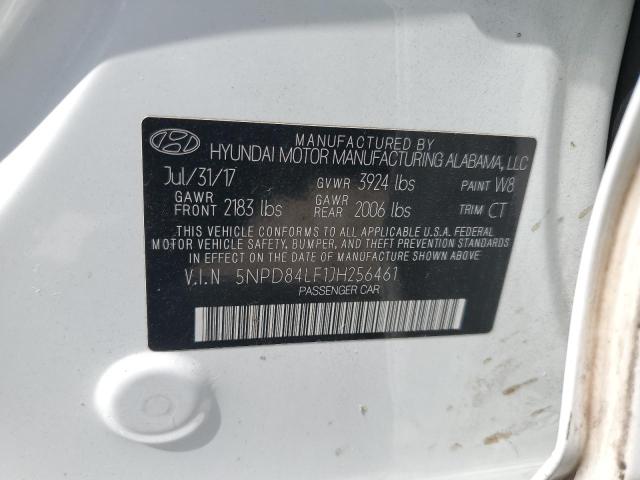 MANUFACTURED BY
HYUNDAI MOTOR MANUFACTURING ALABAMA, LLC
Jul/31/17 GVWR 3924 lbs PAINT W8
GAWR FRONT 2183 lbs GAWR REAR 2006 lbs TRIM CT
THIS VEHICLE CONFORMS TO ALL APPLICABLE U.S.A. FEDERAL
MOTOR VEHICLE SAFETY, BUMPER, AND THEFT PREVENTION STANDARDS
IN EFFECT ON THE DATE OF MANUFACTURE SHOWN ABOVE.
V.I.N 5NPD84LF1JH256461
PASSENGER CAR